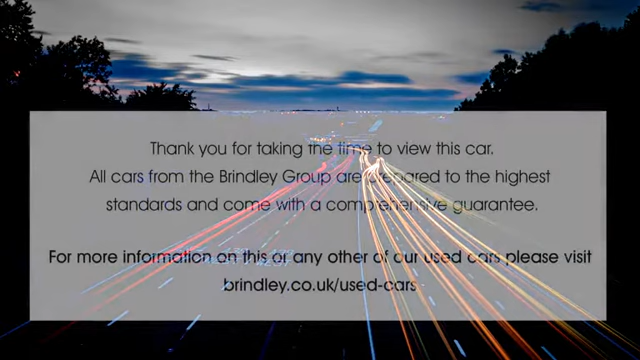 Thank you for taking the time to view this car.
All cars from the Brindley Group are prepared to the highest
standards and come with a comprehensive guarantee.
For more information on this or any other of our used cars please visit
brindley.co.uk/used-cars